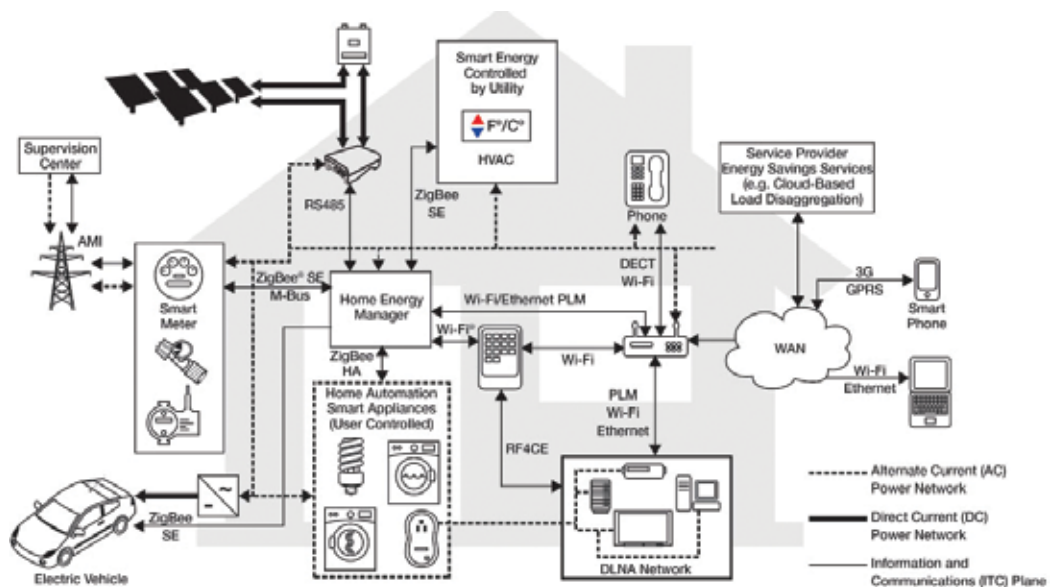 Smart Energy
Controlled
by Utility
F°/C°
HVAC
Supervision
Center
Service Provider
Energy Savings Services
(e.g. Cloud-Based
Load Disaggregation)
RS485
ZigBee
SE
Phone
AMI
DECT
Wi-Fi
3G
GPRS
Smart
Phone
Smart
Meter
ZigBee® SE
M-Bus
Home Energy
Manager
Wi-Fi/Ethernet PLM
Wi-Fi®
Wi-Fi
WAN
Wi-Fi
Ethernet
ZigBee
HA
Home Automation
Smart Appliances
(User Controlled)
PLM
Wi-Fi
Ethernet
RF4CE
ZigBee
SE
Electric Vehicle
DLNA Network
Alternate Current (AC)
Power Network
Direct Current (DC)
Power Network
Information and
Communications (ITC) Plane